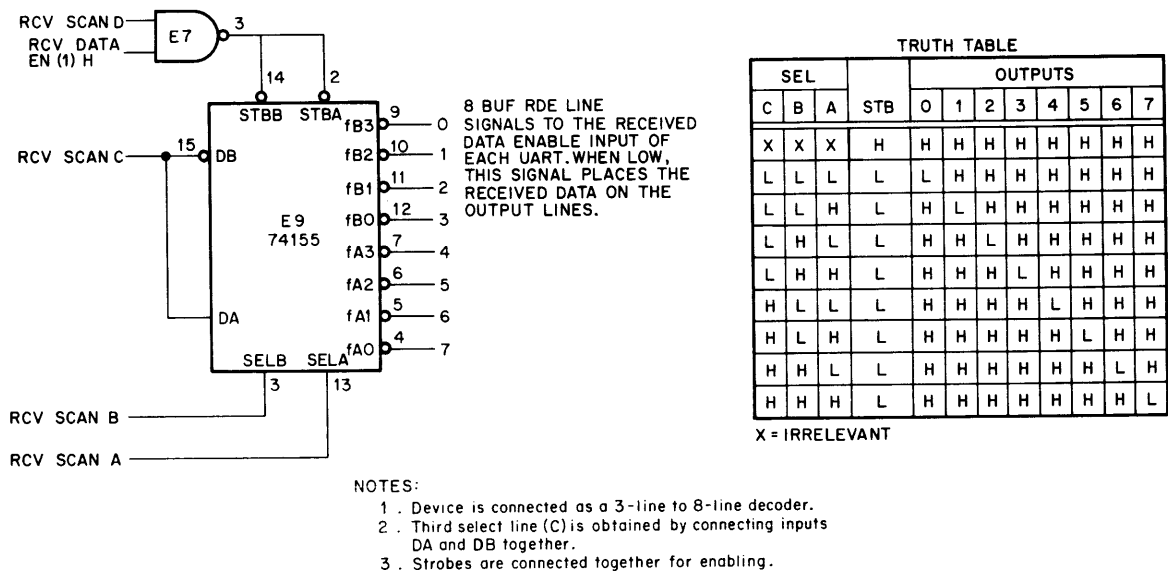 RCV SCAN D
RCV DATA
EN (1) H
E7
3
14
2
STBB
STBA
RCV SCAN C
15
DB
DA
E9
74155
fB3
9
0
fB2
10
1
fB1
11
2
fB0
12
3
fA3
7
4
fA2
6
5
fA1
5
6
fA0
4
7
SELB
SELA
3
13
RCV SCAN B
RCV SCAN A
8 BUF RDE LINE
SIGNALS TO THE RECEIVED
DATA ENABLE INPUT OF
EACH UART. WHEN LOW,
THIS SIGNAL PLACES THE
RECEIVED DATA ON THE
OUTPUT LINES.
TRUTH TABLE
SEL OUTPUTS
C B A STB 0 1 2 3 4 5 6 7
X X X H H H H H H H H H
L L L L L H H H H H H H
L L H L H L H H H H H H
L H L L H H L H H H H H
L H H L H H H L H H H H
H L L L H H H H L H H H
H L H L H H H H H L H H
H H L L H H H H H H L H
H H H L H H H H H H H L
X = IRRELEVANT
NOTES:
1 . Device is connected as a 3-line to 8-line decoder.
2 . Third select line (C) is obtained by connecting inputs
DA and DB together.
3 . Strobes are connected together for enabling.